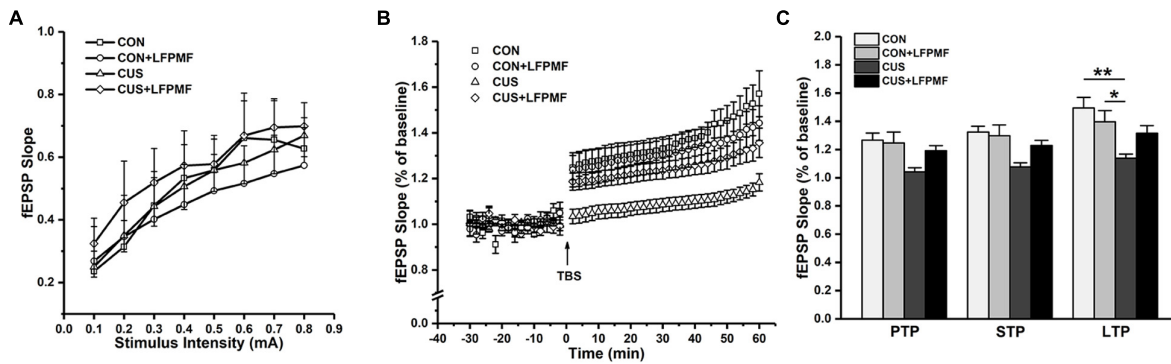 A
CON
CON+LFPMF
CUS
CUS+LFPMF
fEPSP Slope
0.8
0.6
0.4
0.2
0.0 0.1 0.2 0.3 0.4 0.5 0.6 0.7 0.8 0.9
Stimulus Intensity (mA)
B
CON
CON+LFPMF
CUS
CUS+LFPMF
fEPSP Slope (% of baseline)
1.8
1.6
1.4
1.2
1.0
0.8
0.0
TBS
-40 -30 -20 -10 0 10 20 30 40 50 60
Time (min)
C
CON
CON+LFPMF
CUS
CUS+LFPMF
fEPSP Slope (% of baseline)
2.0
1.8
1.6
1.4
1.2
1.0
0.8
0.6
0.4
0.2
0.0
**
*
PTP STP LTP